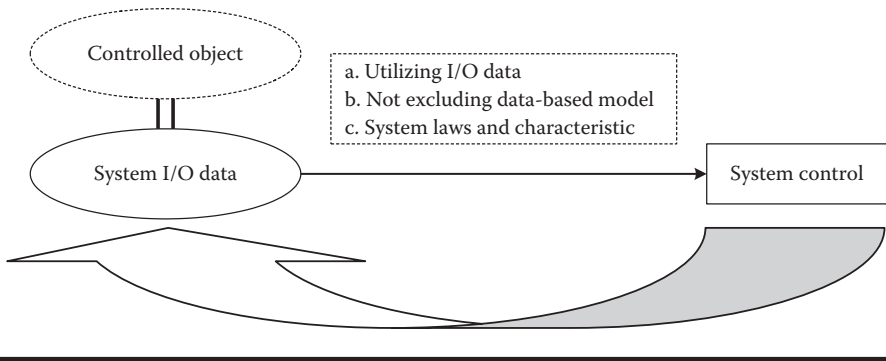 Controlled object
a. Utilizing I/O data
b. Not excluding data-based model
c. System laws and characteristic
System I/O data
System control